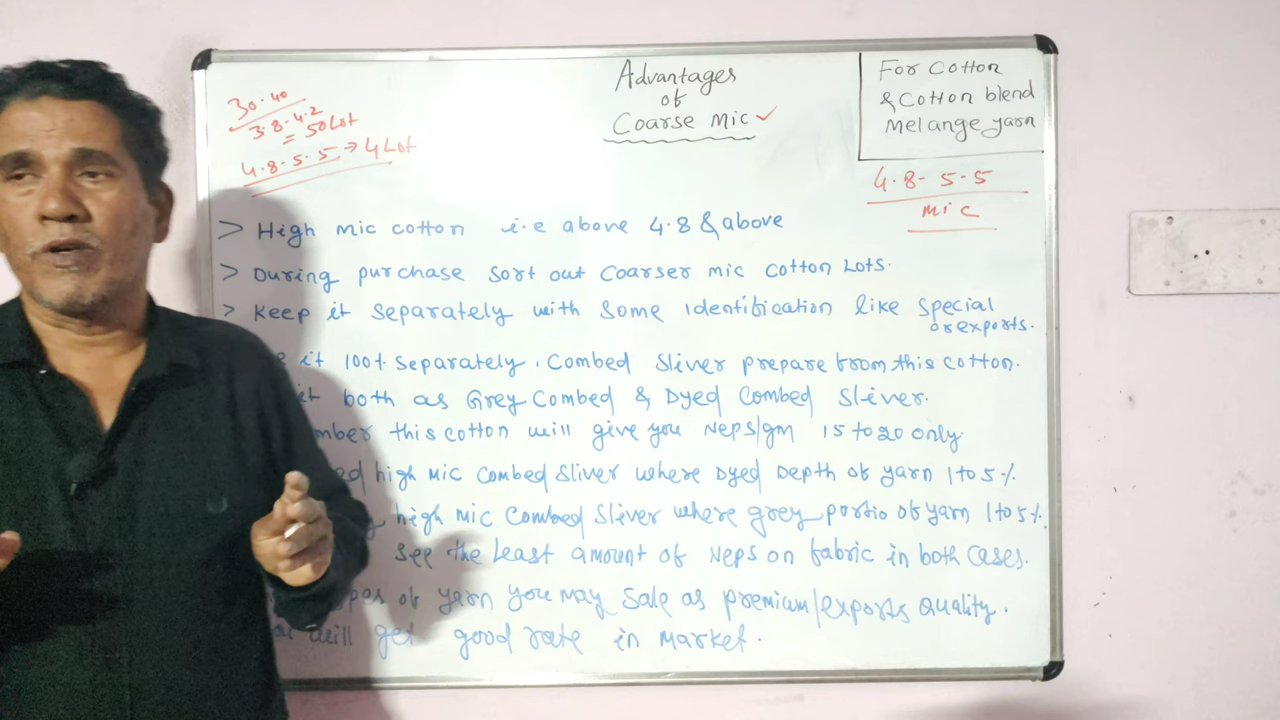 30.40
3.8-4.2
= 50 Lot
4.8-5.5 → 4 Lot
Advantages
of
Coarse Mic ✓
For Cotton
& Cotton blend
Melange yarn
4.8-5.5
Mic
> High mic cotton i.e above 4.8 & above
> During purchase sort out coarser mic cotton Lots.
> Keep it separately with some identification like special
or exports.
it 100% separately. Combed Sliver prepare from this cotton.
it both as Grey Combed & Dyed Combed Sliver.
this cotton will give you Neps/gm 15 to 20 only
high mic Combed Sliver where Dyed Depth of yarn 1 to 5%
high mic Combed Sliver where grey portio of yarn 1 to 5%.
see the Least amount of Neps on fabric in both cases.
of yarn you may sale as premium/exports Quality.
will get good rate in market.